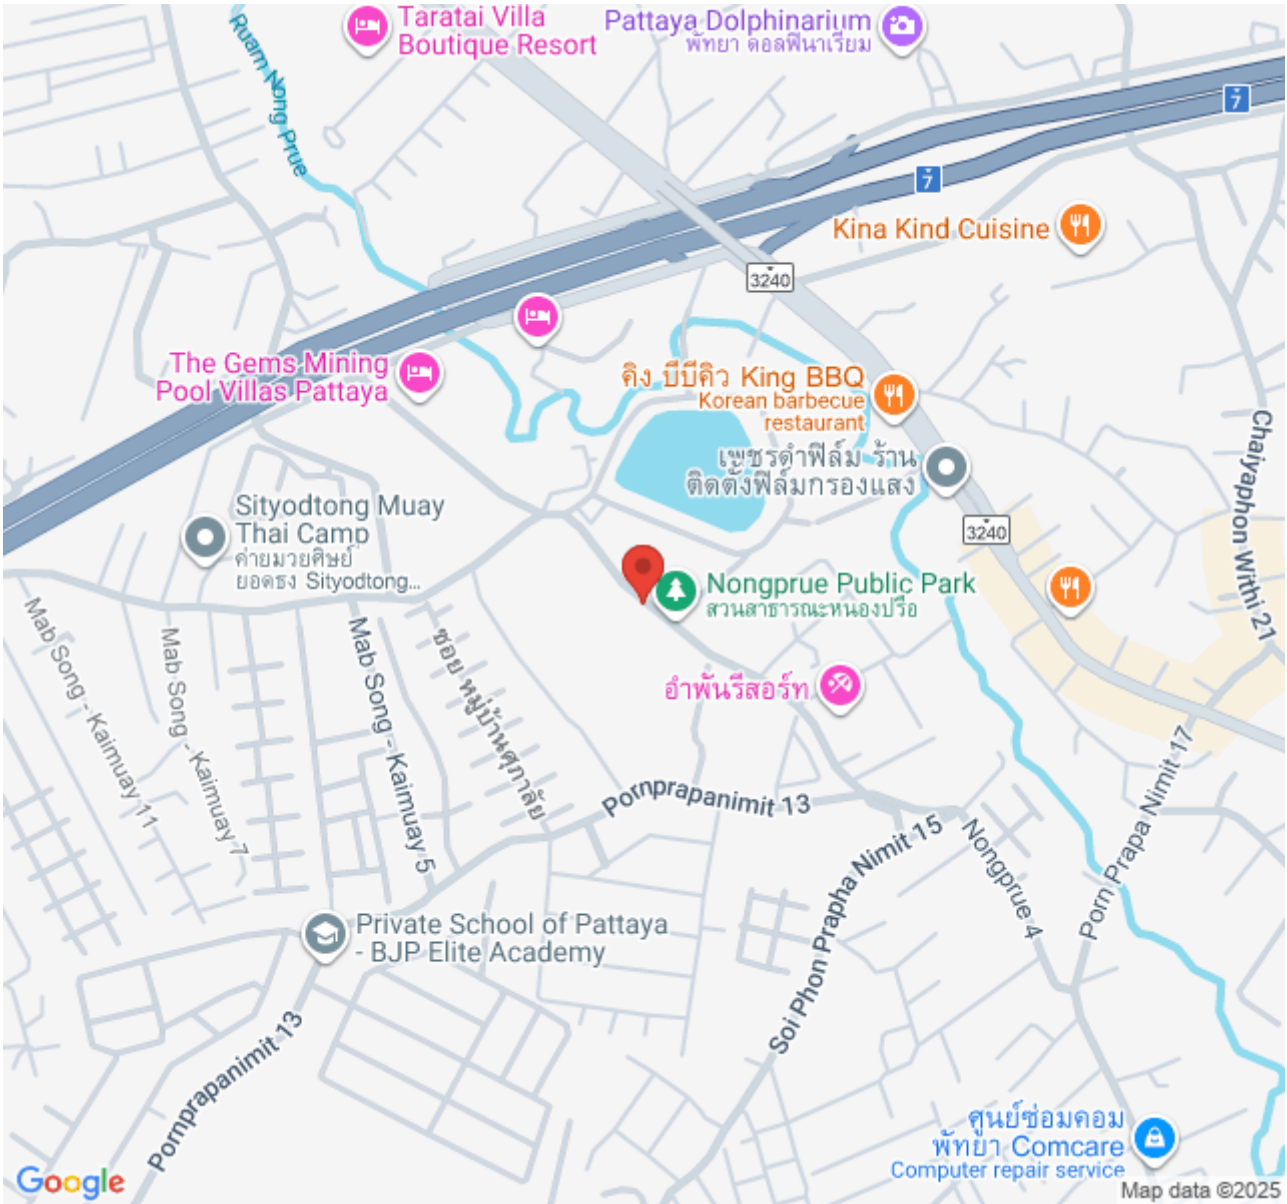 Taratai Villa
Boutique Resort
Pattaya Dolphinarium
พัทยา ดอลฟินาเรียม
Ruam Nong Prue
7
7
Kina Kind Cuisine
3240
The Gems Mining
Pool Villas Pattaya
คิง บีบีคิว King BBQ
Korean barbecue
restaurant
เพชรดำฟิล์ม ร้าน
ติดตั้งฟิล์มกรองแสง
Chaiyaphon Withi 21
Sityodtong Muay
Thai Camp
ค่ายมวยศิษย์
ยอดธง Sityodtong...
3240
Nongprue Public Park
สวนสาธารณะหนองปรือ
Mab Song - Kaimuay 11
Mab Song - Kaimuay 7
Mab Song - Kaimuay 5
ซอย หมู่บ้านศุภาลัย
อำพันรีสอร์ท
Pornprapanimit 13
Soi Phon Prapha Nimit 15
Nongprue 4
Porn Prapa Nimit 17
Private School of Pattaya
- BJP Elite Academy
Pornprapanimit 13
ศูนย์ซ่อมคอม
พัทยา Comcare
Computer repair service
Google
Map data ©2025